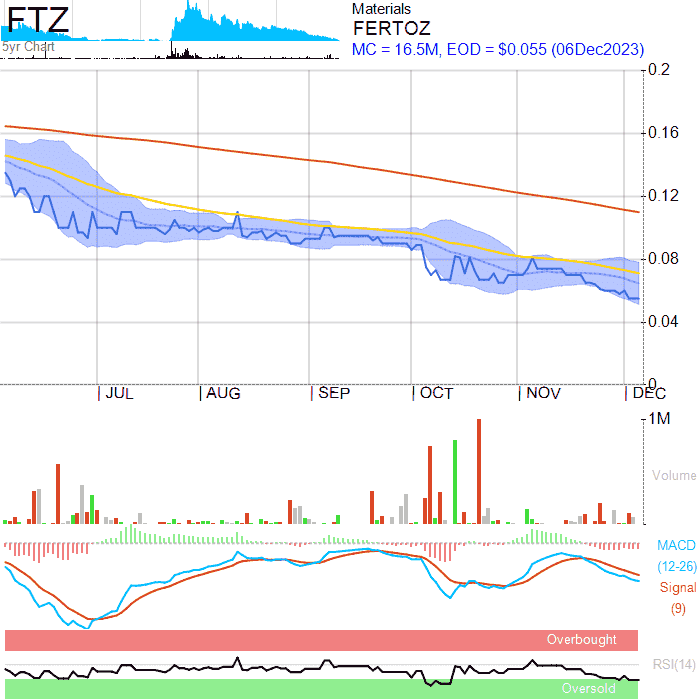 FTZ
5yr Chart
Materials
FERTOZ
MC = 16.5M, EOD = $0.055 (06Dec2023)
0.2
0.16
0.12
0.08
0.04
0
JUL AUG SEP OCT NOV DEC
1M
Volume
MACD
(12-26)
Signal
(9)
Overbought
RSI(14)
Oversold